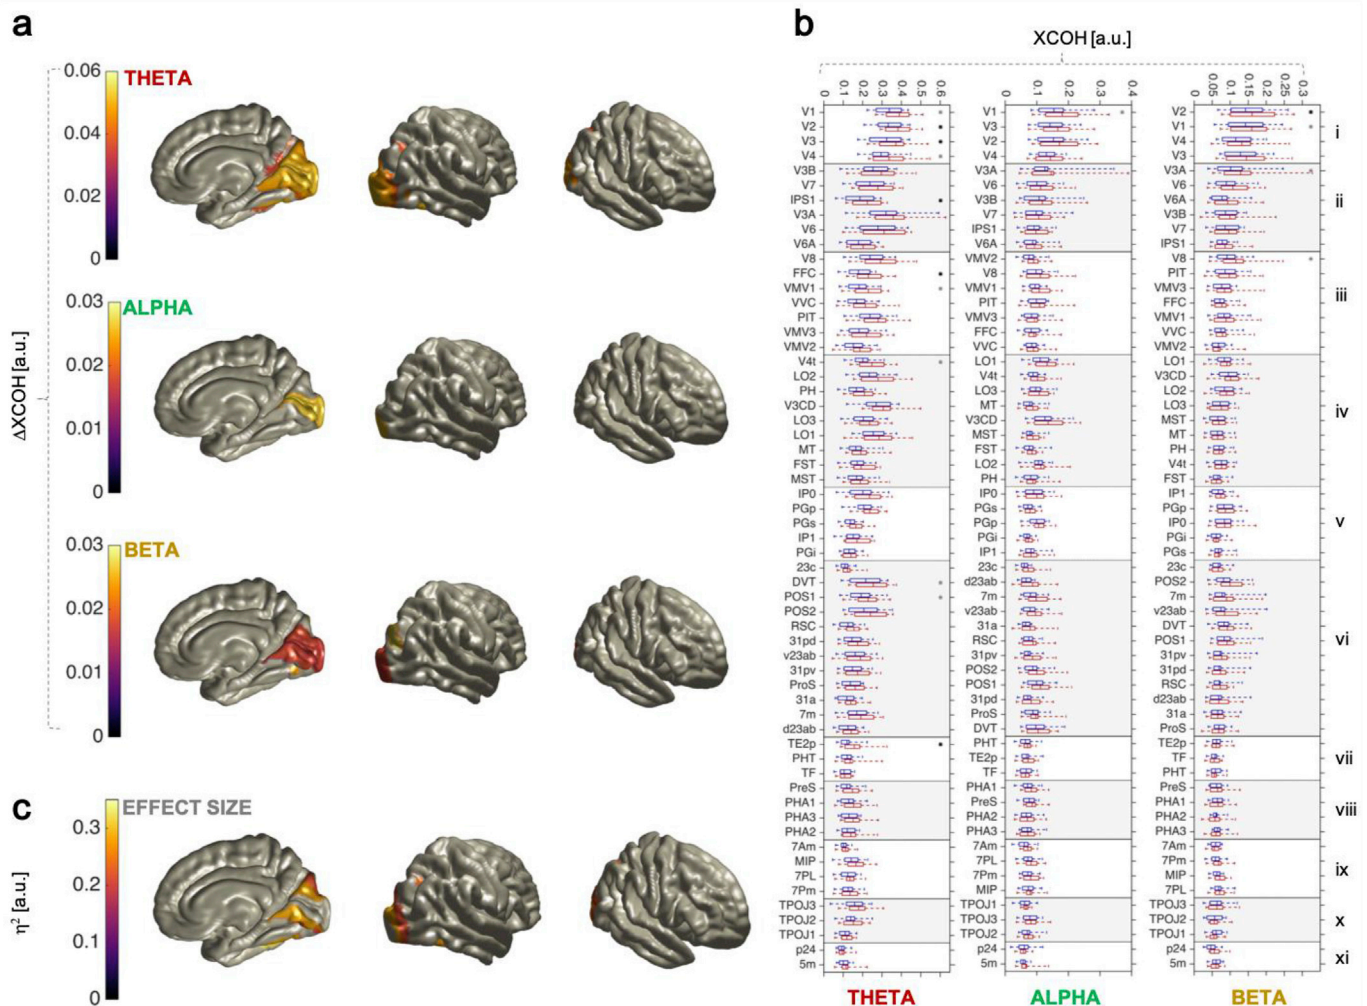 a
b
XCOH [a.u.]
0.06
THETA
0.04
0.02
0
0.03
ALPHA
0.02
0.01
0
0.03
BETA
0.02
0.01
0
ΔXCOH [a.u.]
c
EFFECT SIZE
0.3
0.2
0.1
0
η² [a.u.]
0 0.1 0.2 0.3 0.4 0.5 0.6
V1
V2
V3
V4
V3B
V7
IPS1
V3A
V6
V6A
V8
FFC
VMV1
VVC
PIT
VMV3
VMV2
V4t
LO2
PH
V3CD
LO3
LO1
MT
FST
MST
IP0
PGp
PGs
IP1
PGi
23c
DVT
POS1
POS2
RSC
31pd
v23ab
31pv
ProS
31a
7m
d23ab
TE2p
PHT
TF
PreS
PHA1
PHA3
PHA2
7Am
MIP
7PL
7Pm
TPOJ3
TPOJ2
TPOJ1
p24
5m
THETA
0 0.1 0.2 0.3 0.4
V1
V3
V2
V4
V3A
V6
V3B
V7
IPS1
V6A
VMV2
V8
VMV1
PIT
VMV3
FFC
VVC
LO1
V4t
LO3
MT
V3CD
MST
FST
LO2
PH
IP0
PGs
PGp
PGi
IP1
23c
d23ab
7m
v23ab
31a
RSC
31pv
POS2
POS1
31pd
ProS
DVT
PHT
TE2p
TF
PHA1
PreS
PHA2
PHA3
7Am
7PL
7Pm
MIP
TPOJ1
TPOJ3
TPOJ2
p24
5m
ALPHA
0 0.05 0.1 0.15 0.2 0.25 0.3
V2
V1
V4
V3
V3A
V6
V6A
V3B
V7
IPS1
V8
PIT
VMV3
FFC
VMV1
VVC
VMV2
LO1
V3CD
LO2
LO3
MST
MT
PH
V4t
FST
IP1
PGp
IP0
PGi
PGs
23c
POS2
7m
v23ab
DVT
POS1
31pv
31pd
RSC
d23ab
31a
ProS
TE2p
TF
PHT
PreS
PHA1
PHA2
PHA3
7Am
7Pm
MIP
7PL
TPOJ3
TPOJ2
TPOJ1
p24
5m
BETA
i
ii
iii
iv
v
vi
vii
viii
ix
x
xi